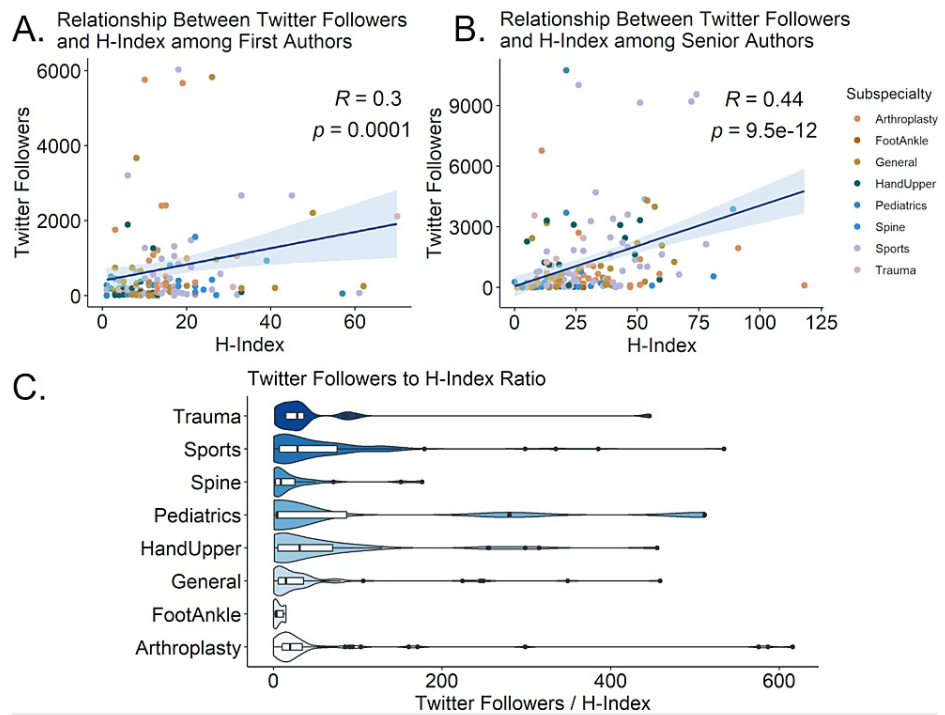 A.
Relationship Between Twitter Followers
and H-Index among First Authors
R = 0.3
p = 0.0001
Twitter Followers
6000
4000
2000
0
0 20 40 60
H-Index
B.
Relationship Between Twitter Followers
and H-Index among Senior Authors
R = 0.44
p = 9.5e-12
Twitter Followers
9000
6000
3000
0
0 25 50 75 100 125
H-Index
Subspecialty
Arthroplasty
FootAnkle
General
HandUpper
Pediatrics
Spine
Sports
Trauma
C.
Twitter Followers to H-Index Ratio
Trauma
Sports
Spine
Pediatrics
HandUpper
General
FootAnkle
Arthroplasty
0 200 400 600
Twitter Followers / H-Index